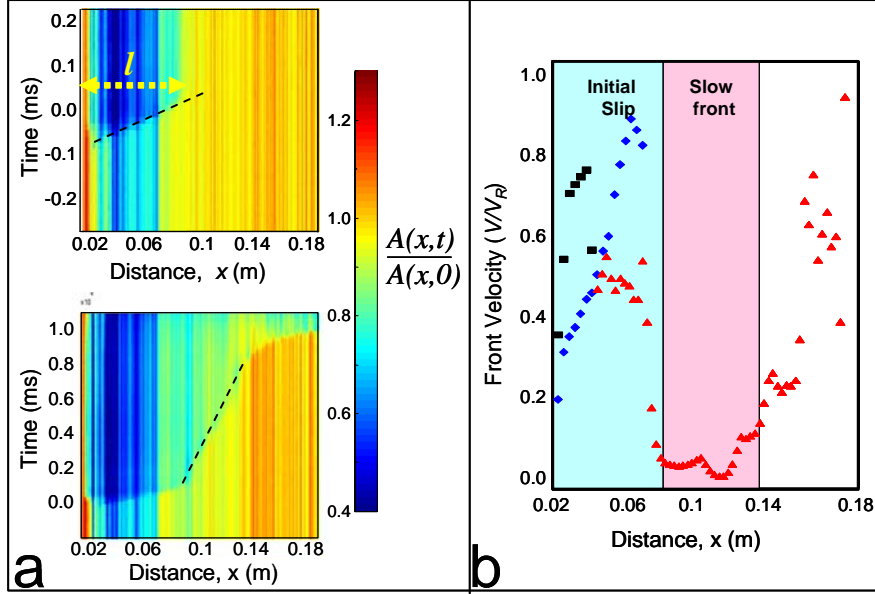 0.2
0.1
0.0
-0.1
-0.2
Time (ms)
l
0.02 0.06 0.1 0.14 0.18
Distance, x (m)
1.0
0.8
0.6
0.4
0.2
0.0
Time (ms)
0.02 0.06 0.1 0.14 0.18
Distance, x (m)
1.2
1.0
0.8
0.6
0.4
A(x,t)
A(x,0)
a
Initial
Slip
Slow
front
1.0
0.8
0.6
0.4
0.2
0.0
Front Velocity (V/VR)
0.02 0.06 0.10 0.14 0.18
Distance, x (m)
b